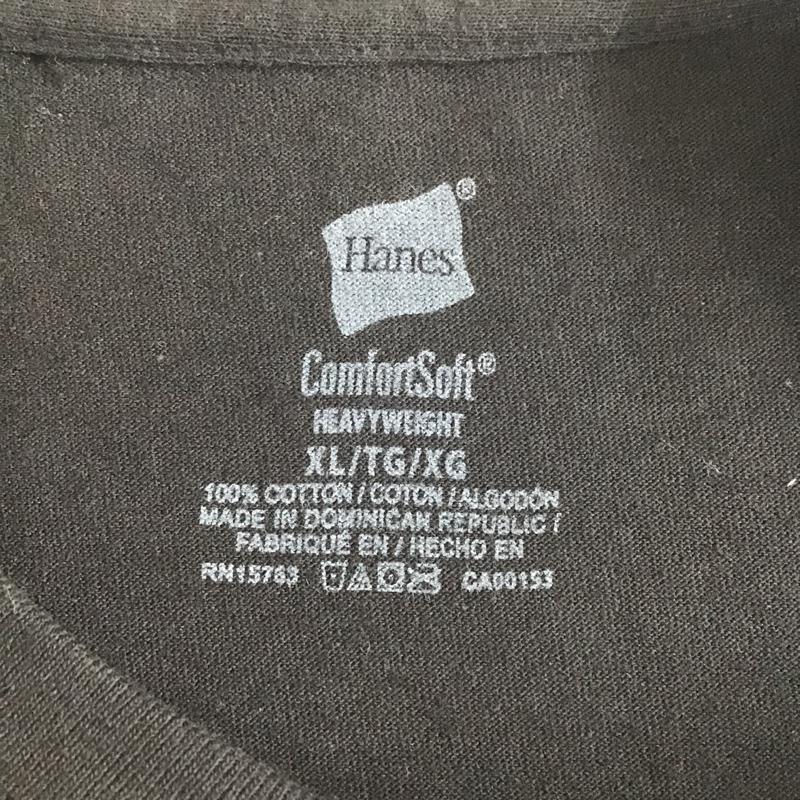 Hanes®
ComfortSoft®
HEAVYWEIGHT
XL/TG/XG
100% COTTON / COTON / ALGODÓN
MADE IN DOMINICAN REPUBLIC /
FABRIQUÉ EN / HECHO EN
RN15763 CA00153